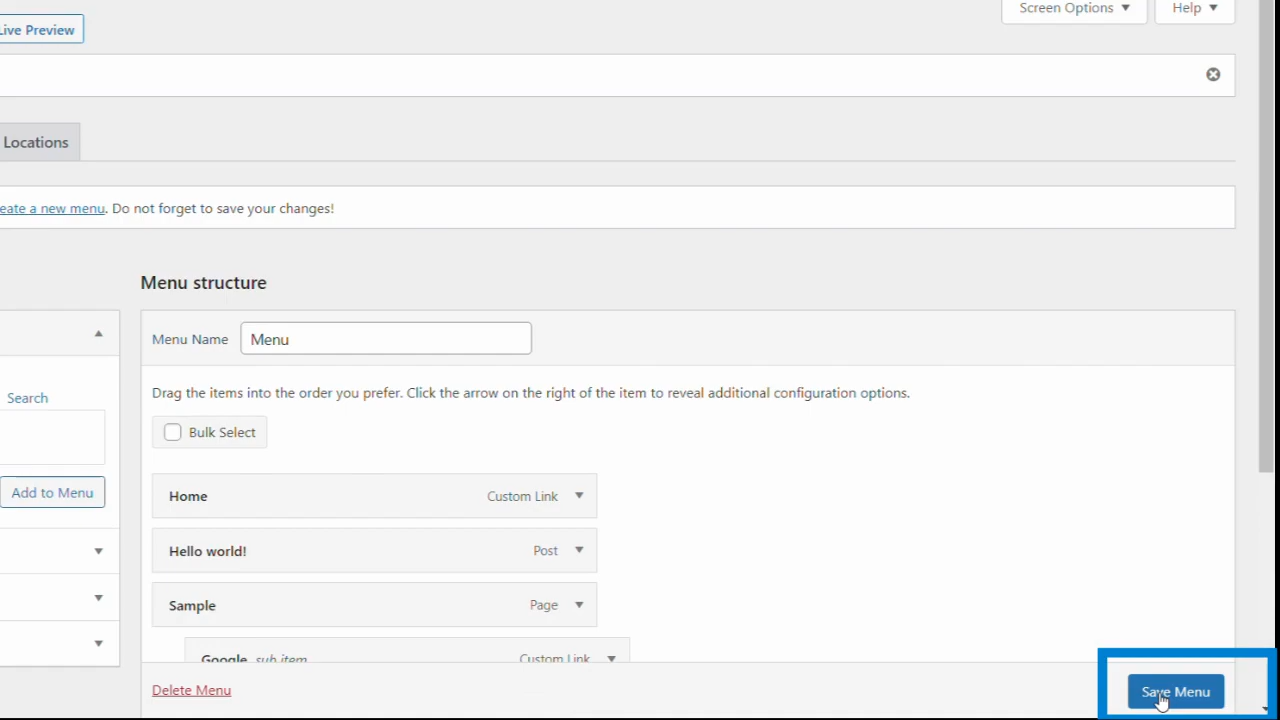 Screen Options
Help
Live Preview
Locations
eate a new menu. Do not forget to save your changes!
Menu structure
Menu Name
Menu
Drag the items into the order you prefer. Click the arrow on the right of the item to reveal additional configuration options.
Search
Bulk Select
Add to Menu
Home Custom Link
Hello world! Post
Sample Page
Google sub item Custom Link
Delete Menu
Save Menu